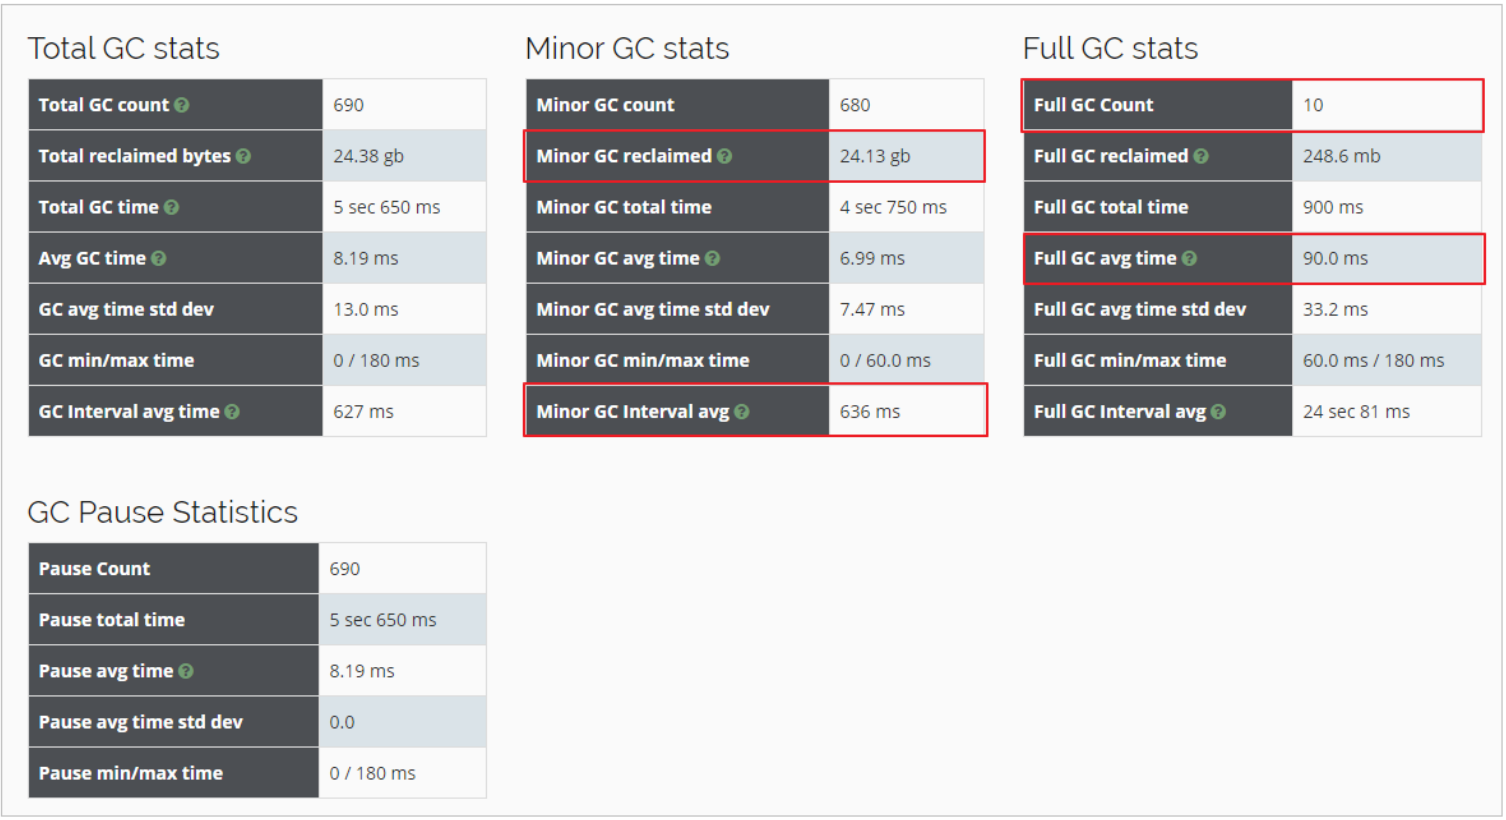 Total GC stats
Total GC count 690
Total reclaimed bytes 24.38 gb
Total GC time 5 sec 650 ms
Avg GC time 8.19 ms
GC avg time std dev 13.0 ms
GC min/max time 0 / 180 ms
GC Interval avg time 627 ms
Minor GC stats
Minor GC count 680
Minor GC reclaimed 24.13 gb
Minor GC total time 4 sec 750 ms
Minor GC avg time 6.99 ms
Minor GC avg time std dev 7.47 ms
Minor GC min/max time 0 / 60.0 ms
Minor GC Interval avg 636 ms
Full GC stats
Full GC Count 10
Full GC reclaimed 248.6 mb
Full GC total time 900 ms
Full GC avg time 90.0 ms
Full GC avg time std dev 33.2 ms
Full GC min/max time 60.0 ms / 180 ms
Full GC Interval avg 24 sec 81 ms
GC Pause Statistics
Pause Count 690
Pause total time 5 sec 650 ms
Pause avg time 8.19 ms
Pause avg time std dev 0.0
Pause min/max time 0 / 180 ms